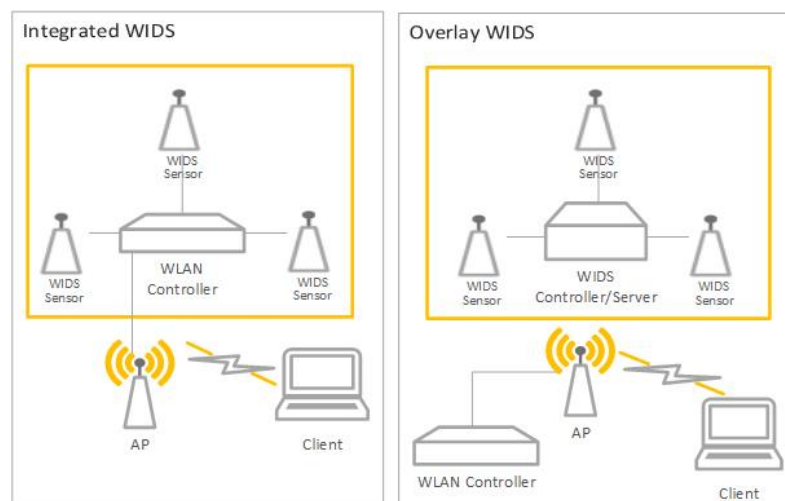 Integrated WIDS
WIDS
Sensor
WIDS
Sensor
WLAN
Controller
WIDS
Sensor
AP
Client
Overlay WIDS
WIDS
Sensor
WIDS
Sensor
WIDS
Controller/Server
WIDS
Sensor
AP
WLAN Controller
Client